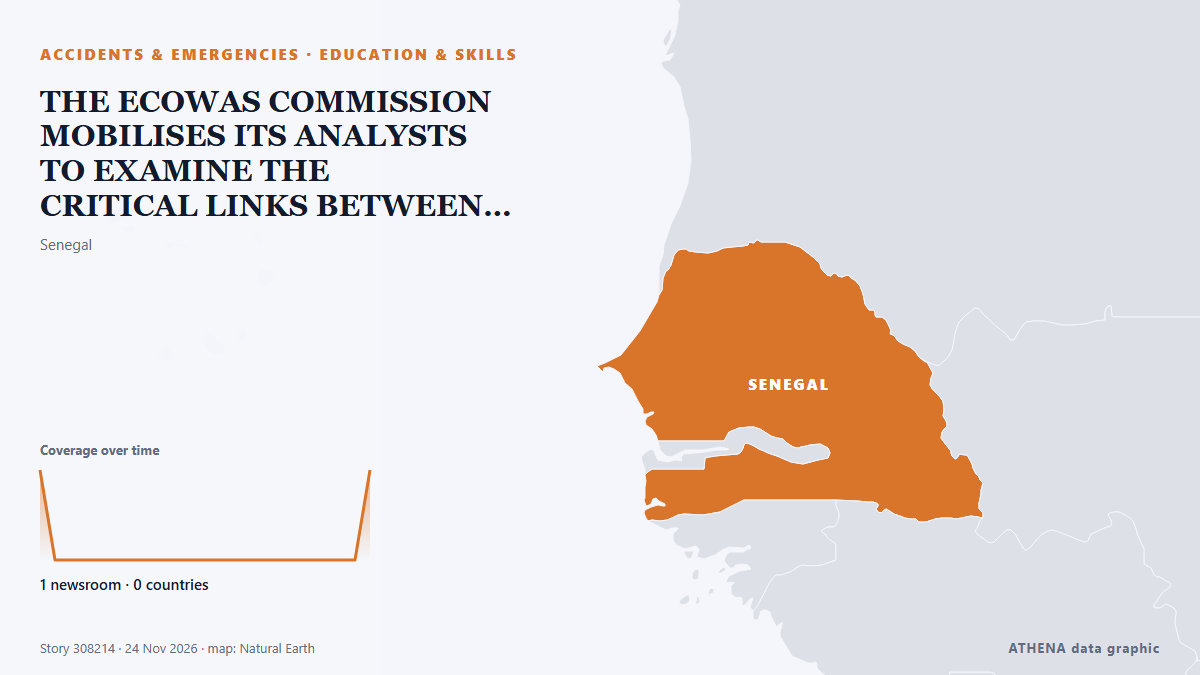 ACCIDENTS & EMERGENCIES · EDUCATION & SKILLS
THE ECOWAS COMMISSION
MOBILISES ITS ANALYSTS
TO EXAMINE THE
CRITICAL LINKS BETWEEN...
Senegal
SENEGAL
Coverage over time
1 newsroom · 0 countries
Story 308214 · 24 Nov 2026 · map: Natural Earth
ATHENA data graphic